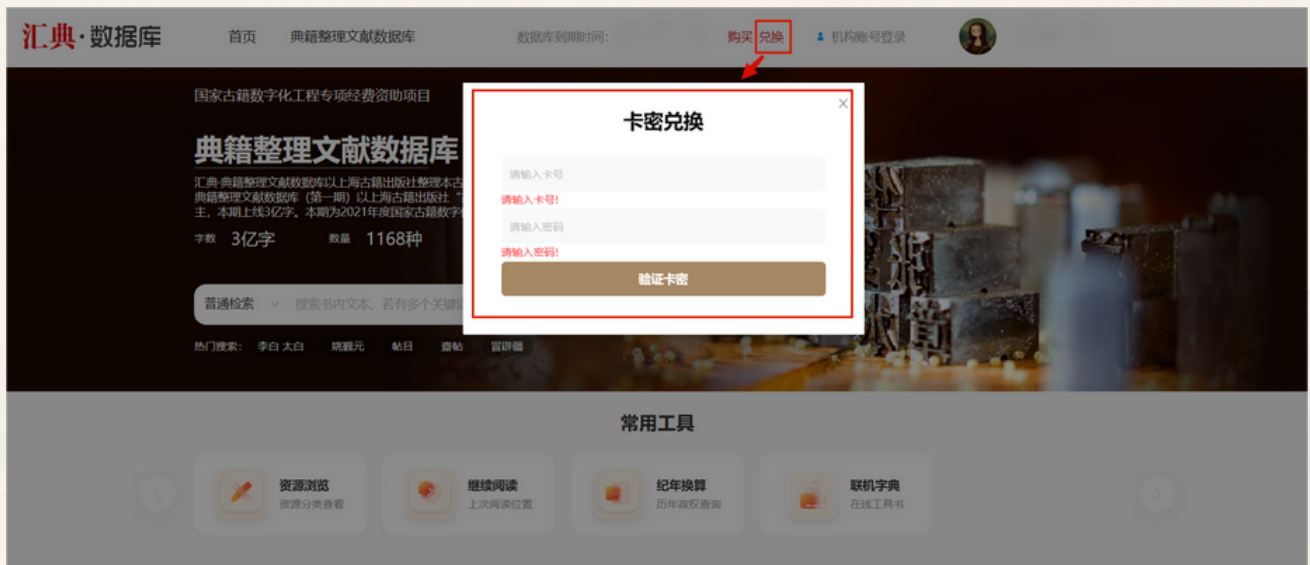 汇典·数据库
首页 典籍整理文献数据库 数据库到期时间: 购买 兑换 机构账号登录
国家古籍数字化工程专项经费资助项目
典籍整理文献数据库
汇典·典籍整理文献数据库以上海古籍出版社整理本古
典籍整理文献数据库（第一期）以上海古籍出版社“
主，本期上线3亿字。本期为2021年度国家古籍数字
字数 3亿字 数量 1168种
普通检索 搜索书内文本、若有多个关键
热门搜索: 李白 太白 姚觐元 帖目 斋帖 冒辟疆
卡密兑换
请输入卡号
请输入卡号!
请输入密码
请输入密码!
验证卡密
常用工具
资源浏览
资源分类查看
继续阅读
上次阅读位置
纪年换算
历年政权查询
联机字典
在线工具书